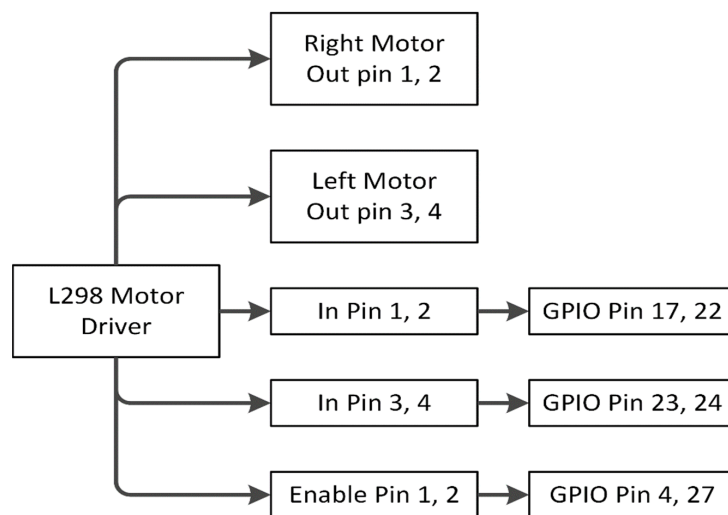 Right Motor
Out pin 1, 2
Left Motor
Out pin 3, 4
L298 Motor
Driver
In Pin 1, 2
GPIO Pin 17, 22
In Pin 3, 4
GPIO Pin 23, 24
Enable Pin 1, 2
GPIO Pin 4, 27